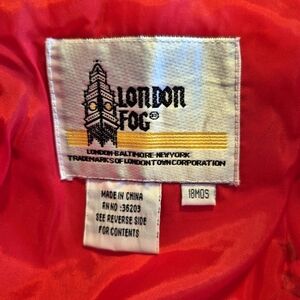 LONDON
FOG®
LONDON·BALTIMORE·NEW YORK
TRADEMARKS OF LONDONTOWN CORPORATION
MADE IN CHINA
RN NO :36203
SEE REVERSE SIDE
FOR CONTENTS
18MOS